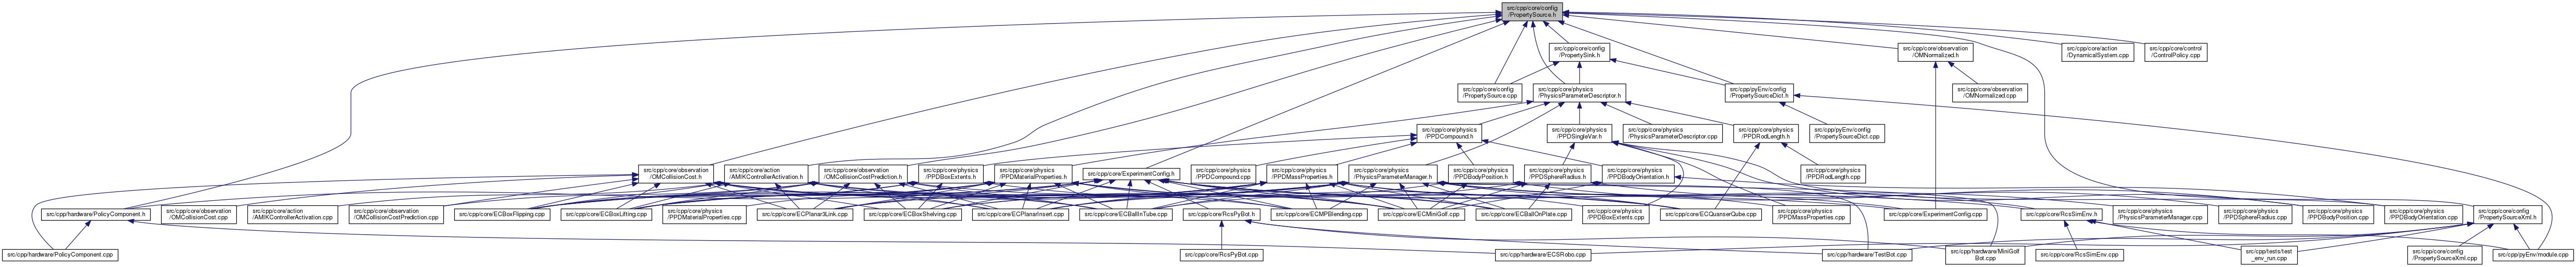 src/cpp/core/config
/PropertySource.h
src/cpp/core/config
/PropertySink.h
src/cpp/core/observation
/OMNormalized.h
src/cpp/core/action
/DynamicalSystem.cpp
src/cpp/core/control
/ControlPolicy.cpp
src/cpp/core/config
/PropertySource.cpp
src/cpp/core/physics
/PhysicsParameterDescriptor.h
src/cpp/pyEnv/config
/PropertySourceDict.h
src/cpp/core/observation
/OMNormalized.cpp
src/cpp/core/physics
/PPDCompound.h
src/cpp/core/physics
/PPDSingleVar.h
src/cpp/core/physics
/PhysicsParameterDescriptor.cpp
src/cpp/core/physics
/PPDRodLength.h
src/cpp/pyEnv/config
/PropertySourceDict.cpp
src/cpp/core/observation
/OMCollisionCost.h
src/cpp/core/action
/AMIKControllerActivation.h
src/cpp/core/observation
/OMCollisionCostPrediction.h
src/cpp/core/physics
/PPDBoxExtents.h
src/cpp/core/physics
/PPDMaterialProperties.h
src/cpp/core/ExperimentConfig.h
src/cpp/core/physics
/PPDCompound.cpp
src/cpp/core/physics
/PPDMassProperties.h
src/cpp/core/physics
/PhysicsParameterManager.h
src/cpp/core/physics
/PPDBodyPosition.h
src/cpp/core/physics
/PPDSphereRadius.h
src/cpp/core/physics
/PPDBodyOrientation.h
src/cpp/core/physics
/PPDRodLength.cpp
src/cpp/hardware/PolicyComponent.h
src/cpp/core/observation
/OMCollisionCost.cpp
src/cpp/core/action
/AMIKControllerActivation.cpp
src/cpp/core/observation
/OMCollisionCostPrediction.cpp
src/cpp/core/ECBoxFlipping.cpp
src/cpp/core/ECBoxLifting.cpp
src/cpp/core/physics
/PPDMaterialProperties.cpp
src/cpp/core/ECPlanar3Link.cpp
src/cpp/core/ECBoxShelving.cpp
src/cpp/core/ECPlanarInsert.cpp
src/cpp/core/ECBallInTube.cpp
src/cpp/core/RcsPyBot.h
src/cpp/core/ECMPBlending.cpp
src/cpp/core/ECMiniGolf.cpp
src/cpp/core/ECBallOnPlate.cpp
src/cpp/core/physics
/PPDBoxExtents.cpp
src/cpp/core/ECQuanserQube.cpp
src/cpp/core/physics
/PPDMassProperties.cpp
src/cpp/core/ExperimentConfig.cpp
src/cpp/core/RcsSimEnv.h
src/cpp/core/physics
/PhysicsParameterManager.cpp
src/cpp/core/physics
/PPDSphereRadius.cpp
src/cpp/core/physics
/PPDBodyPosition.cpp
src/cpp/core/physics
/PPDBodyOrientation.cpp
src/cpp/core/config
/PropertySourceXml.h
src/cpp/hardware/PolicyComponent.cpp
src/cpp/core/RcsPyBot.cpp
src/cpp/hardware/ECSRobo.cpp
src/cpp/hardware/TestBot.cpp
src/cpp/hardware/MiniGolf
Bot.cpp
src/cpp/core/RcsSimEnv.cpp
src/cpp/tests/test
_env_run.cpp
src/cpp/core/config
/PropertySourceXml.cpp
src/cpp/pyEnv/module.cpp